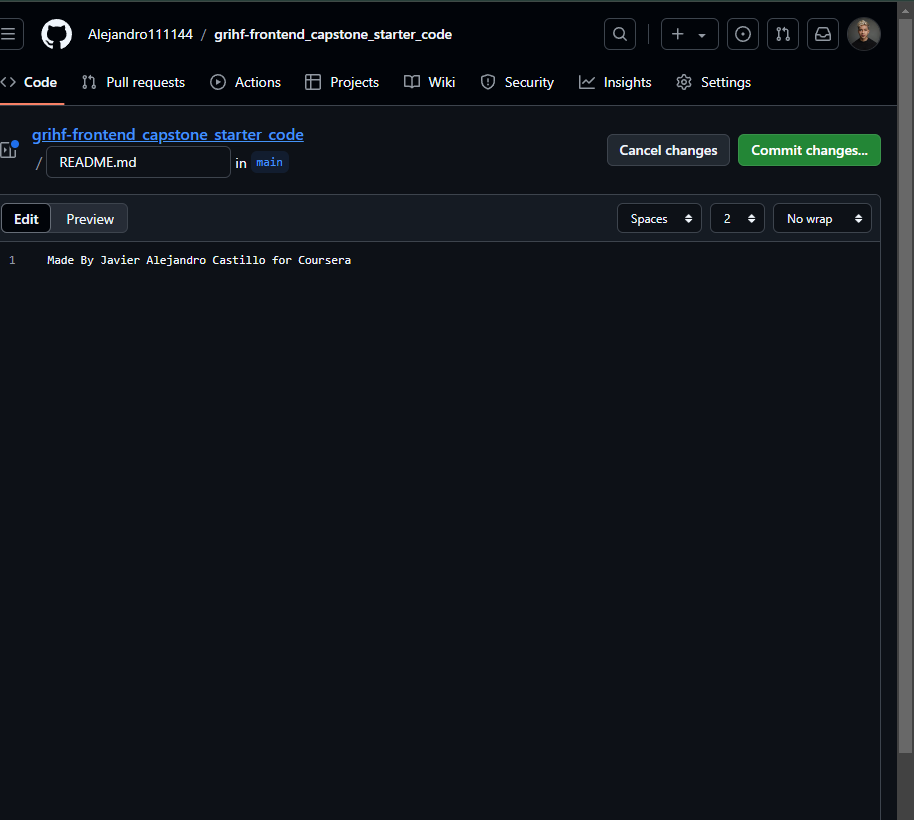 Alejandro111144 / grihf-frontend_capstone_starter_code
<> Code Pull requests Actions Projects Wiki Security Insights Settings
grihf-frontend_capstone_starter_code
/ README.md in main
Cancel changes Commit changes...
Edit Preview Spaces 2 No wrap
1 Made By Javier Alejandro Castillo for Coursera